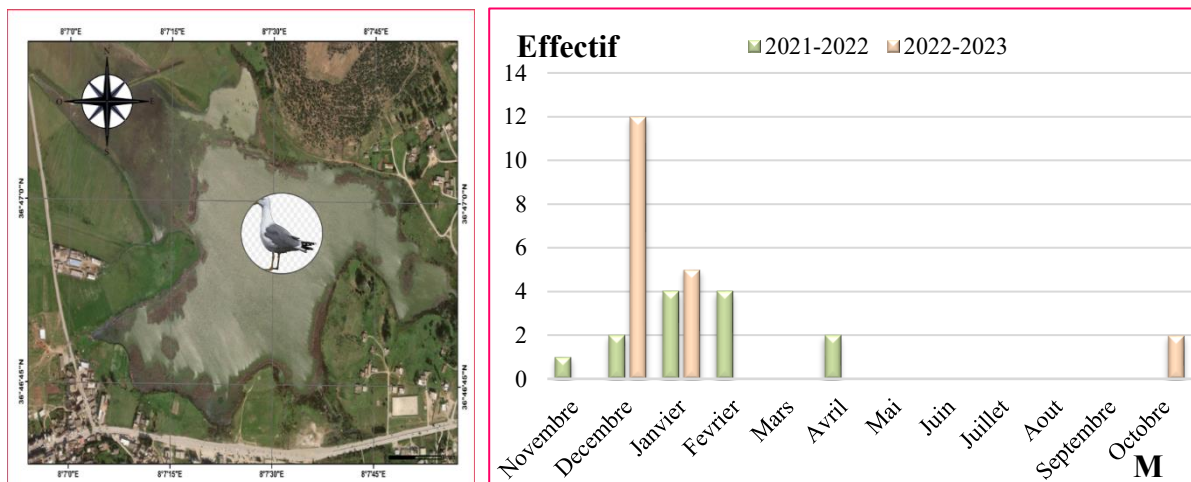 8°7'0"E 8°7'15"E 8°7'30"E 8°7'45"E
N
O E
S
36°47'0"N 36°47'0"N
36°46'45"N 36°46'45"N
8°7'0"E 8°7'15"E 8°7'30"E 8°7'45"E
Effectif
2021-2022 2022-2023
14
12
10
8
6
4
2
0
Novembre Decembre Janvier Fevrier Mars Avril Mai Juin Juillet Aout Septembre Octobre
M